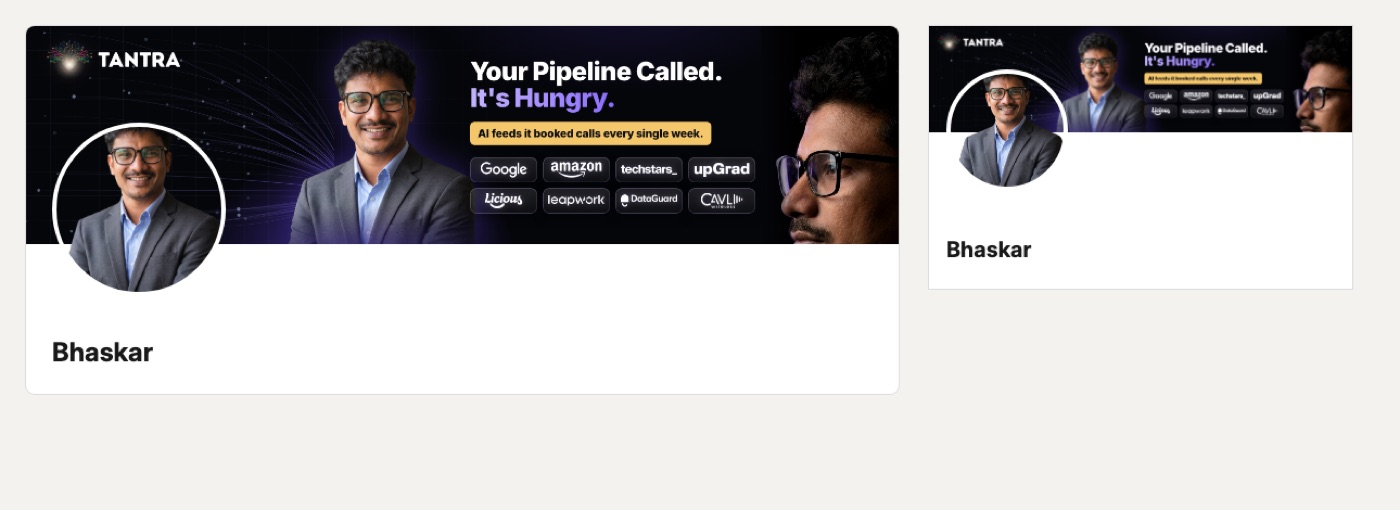 TANTRA
Your Pipeline Called.
It's Hungry.
AI feeds it booked calls every single week.
Google
amazon
techstars_
upGrad
Licious
leapwork
DataGuard
CAVLI
WIRELESS
Bhaskar
TANTRA
Your Pipeline Called.
It's Hungry.
AI feeds it booked calls every single week.
Google
amazon
techstars_
upGrad
Licious
leapwork
DataGuard
CAVLI
Bhaskar